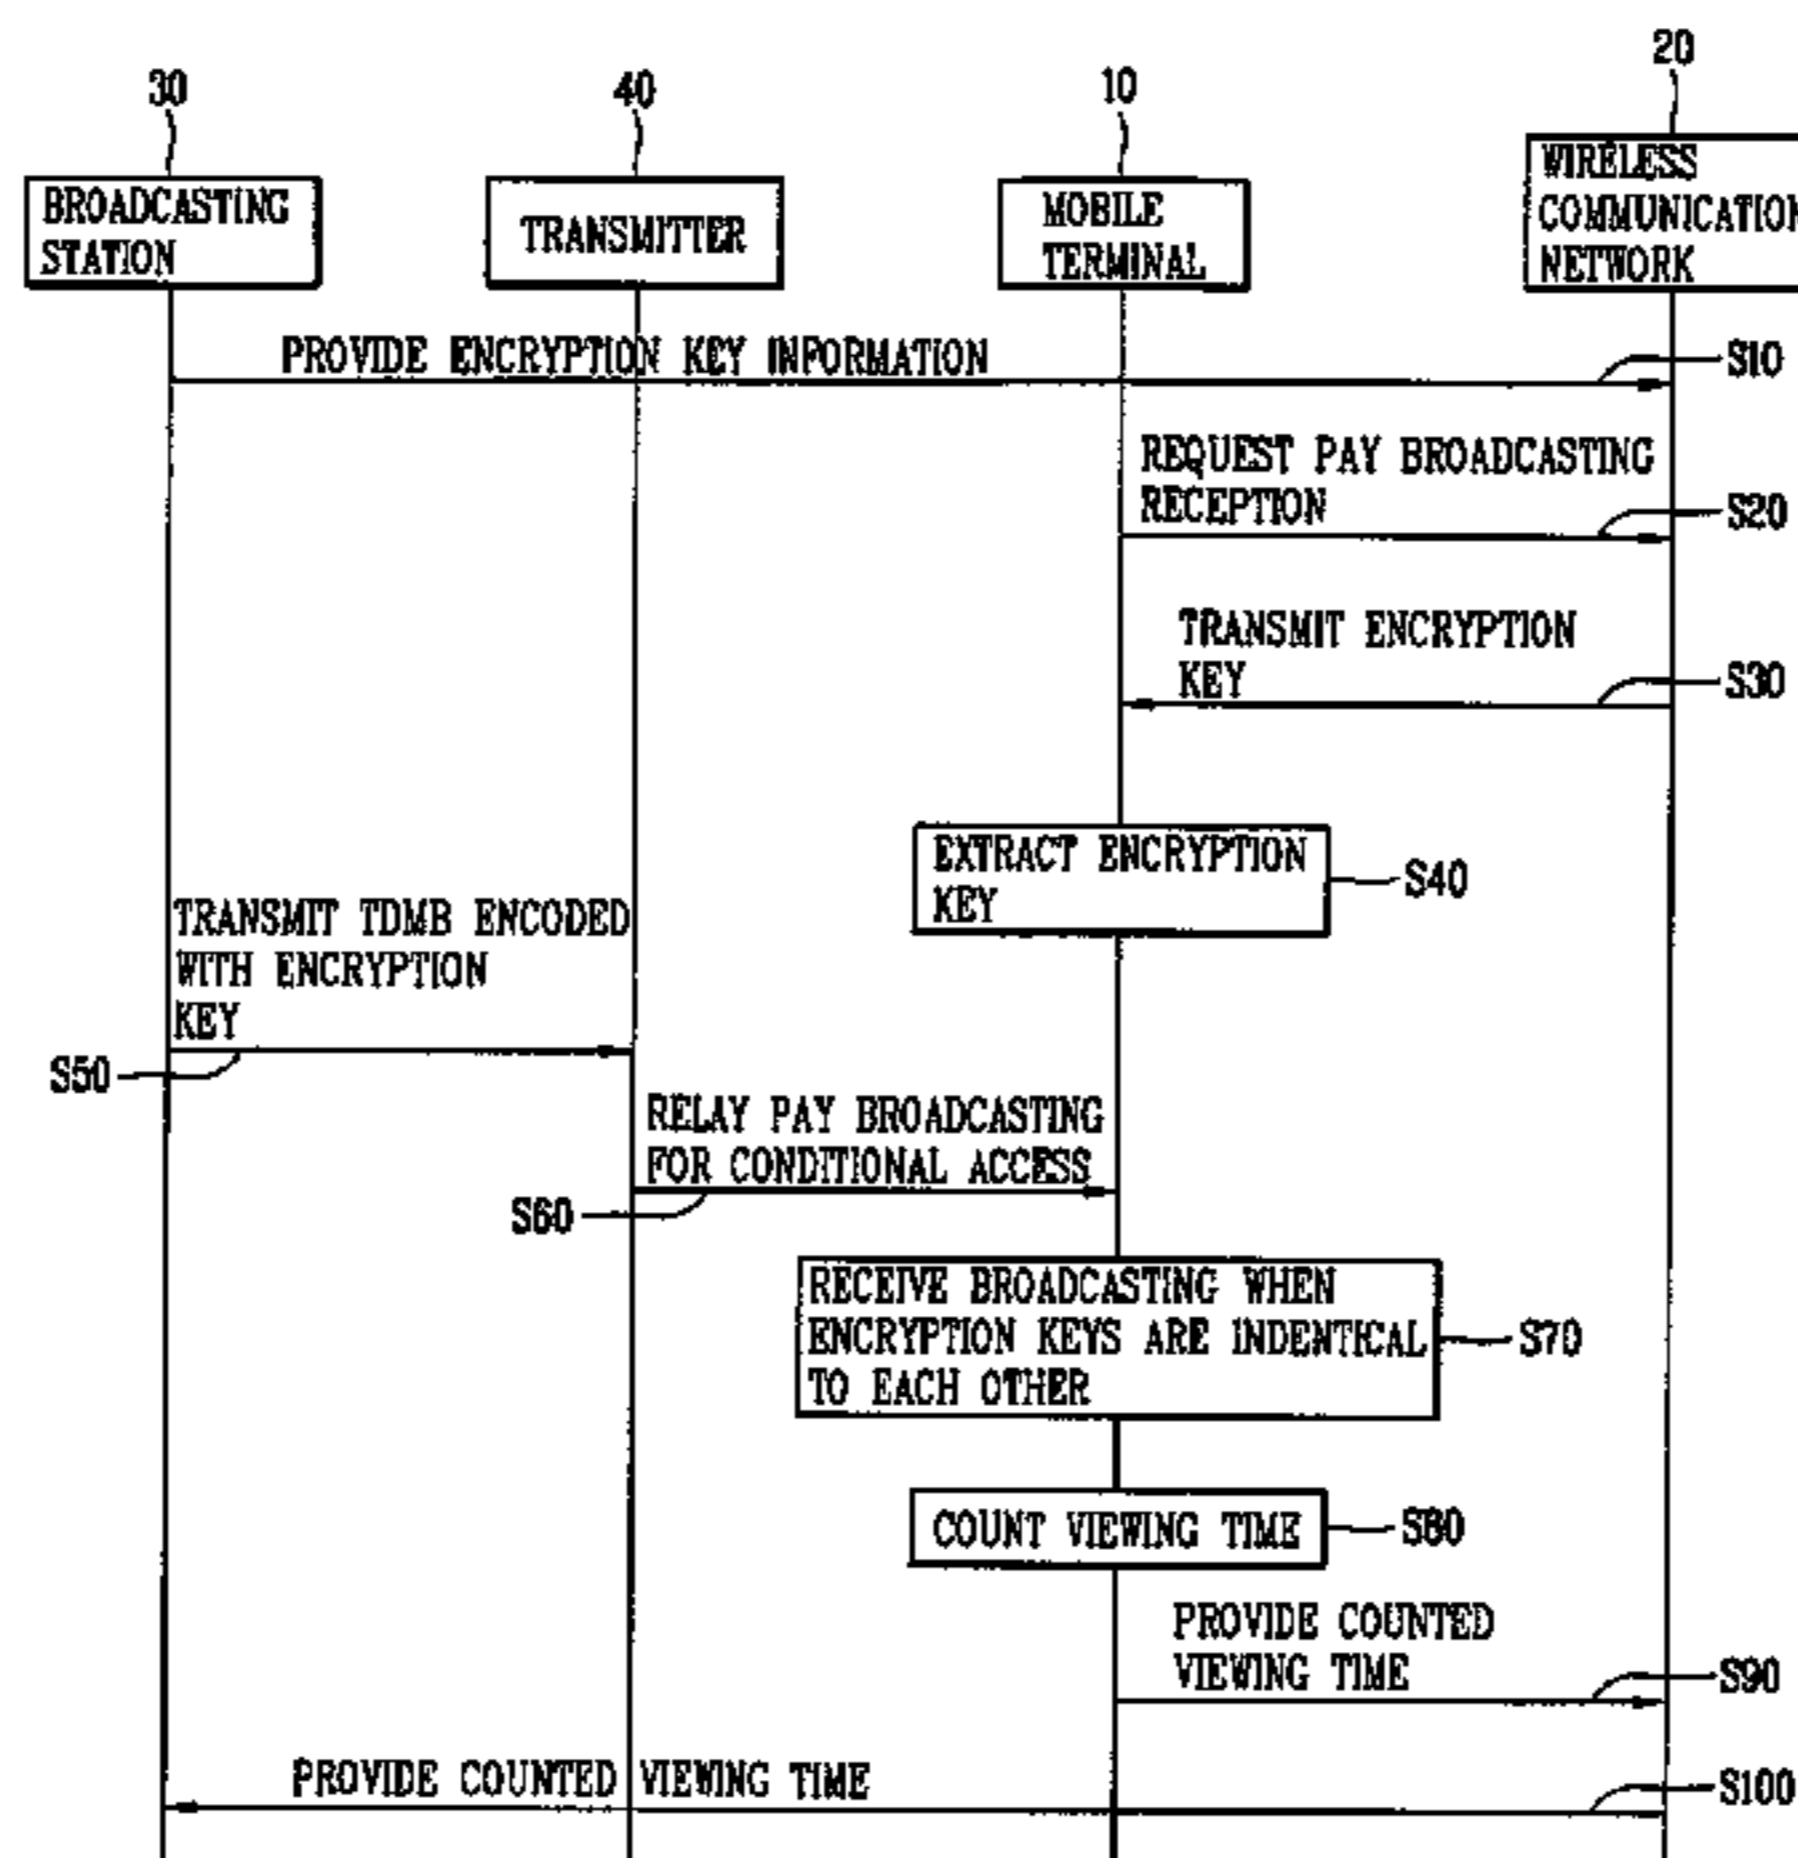 30
40
10
20
BROADCASTING
STATION
TRANSMITTER
MOBILE
TERMINAL
WIRELESS
COMMUNICATION
NETWORK
PROVIDE ENCRYPTION KEY INFORMATION
S10
REQUEST PAY BROADCASTING
RECEPTION
S20
TRANSMIT ENCRYPTION
KEY
S30
EXTRACT ENCRYPTION
KEY
S40
TRANSMIT TDMB ENCODED
WITH ENCRYPTION
KEY
S50
RELAY PAY BROADCASTING
FOR CONDITIONAL ACCESS
S60
RECEIVE BROADCASTING WHEN
ENCRYPTION KEYS ARE INDENTICAL
TO EACH OTHER
S70
COUNT VIEWING TIME
S80
PROVIDE COUNTED
VIEWING TIME
S90
PROVIDE COUNTED VIEWING TIME
S100